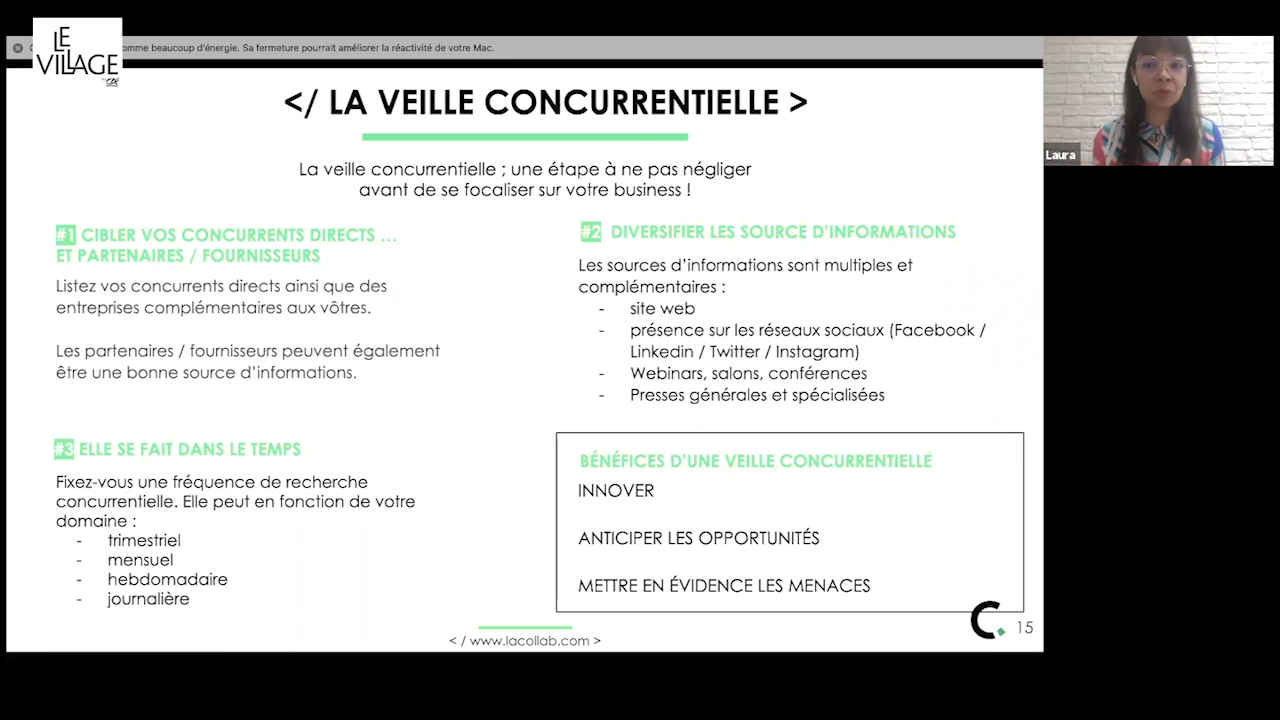 LE
VILLAGE
by CA
omme beaucoup d'énergie. Sa fermeture pourrait améliorer la réactivité de votre Mac.
</ LA VEILLE CONCURRENTIELLE >
La veille concurrentielle ; une étape à ne pas négliger
avant de se focaliser sur votre business !
#1 CIBLER VOS CONCURRENTS DIRECTS ...
ET PARTENAIRES / FOURNISSEURS
Listez vos concurrents directs ainsi que des
entreprises complémentaires aux vôtres.
Les partenaires / fournisseurs peuvent également
être une bonne source d'informations.
#2 DIVERSIFIER LES SOURCE D'INFORMATIONS
Les sources d'informations sont multiples et
complémentaires :
- site web
- présence sur les réseaux sociaux (Facebook /
Linkedin / Twitter / Instagram)
- Webinars, salons, conférences
- Presses générales et spécialisées
#3 ELLE SE FAIT DANS LE TEMPS
Fixez-vous une fréquence de recherche
concurrentielle. Elle peut en fonction de votre
domaine :
- trimestriel
- mensuel
- hebdomadaire
- journalière
BÉNÉFICES D'UNE VEILLE CONCURRENTIELLE
INNOVER
ANTICIPER LES OPPORTUNITÉS
METTRE EN ÉVIDENCE LES MENACES
</ www.lacollab.com >
C.
15
Laura